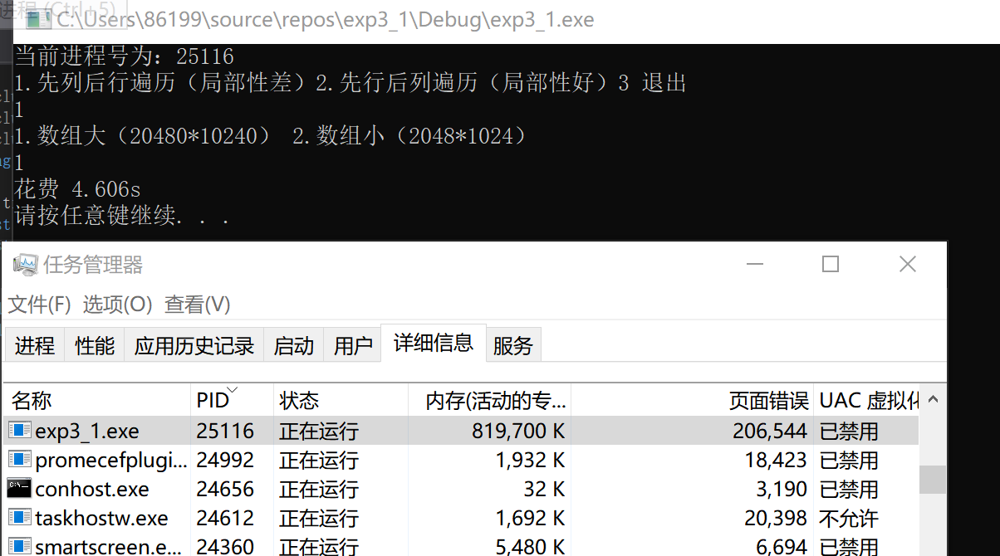 进程 (Ctrl+5)
C:\Users\86199\source\repos\exp3_1\Debug\exp3_1.exe
当前进程号为：25116
1.先列后行遍历（局部性差）2.先行后列遍历（局部性好）3 退出
1
1.数组大（20480*10240） 2.数组小（2048*1024）
1
花费 4.606s
请按任意键继续. . .
任务管理器
文件(F) 选项(O) 查看(V)
进程 性能 应用历史记录 启动 用户 详细信息 服务
名称 PID 状态 内存(活动的专... 页面错误 UAC 虚拟化
exp3_1.exe 25116 正在运行 819,700 K 206,544 已禁用
promecefplugi... 24992 正在运行 1,932 K 18,423 已禁用
conhost.exe 24656 正在运行 32 K 3,190 已禁用
taskhostw.exe 24612 正在运行 1,692 K 20,398 不允许
smartscreen.e... 24360 正在运行 5,480 K 6,694 已禁用